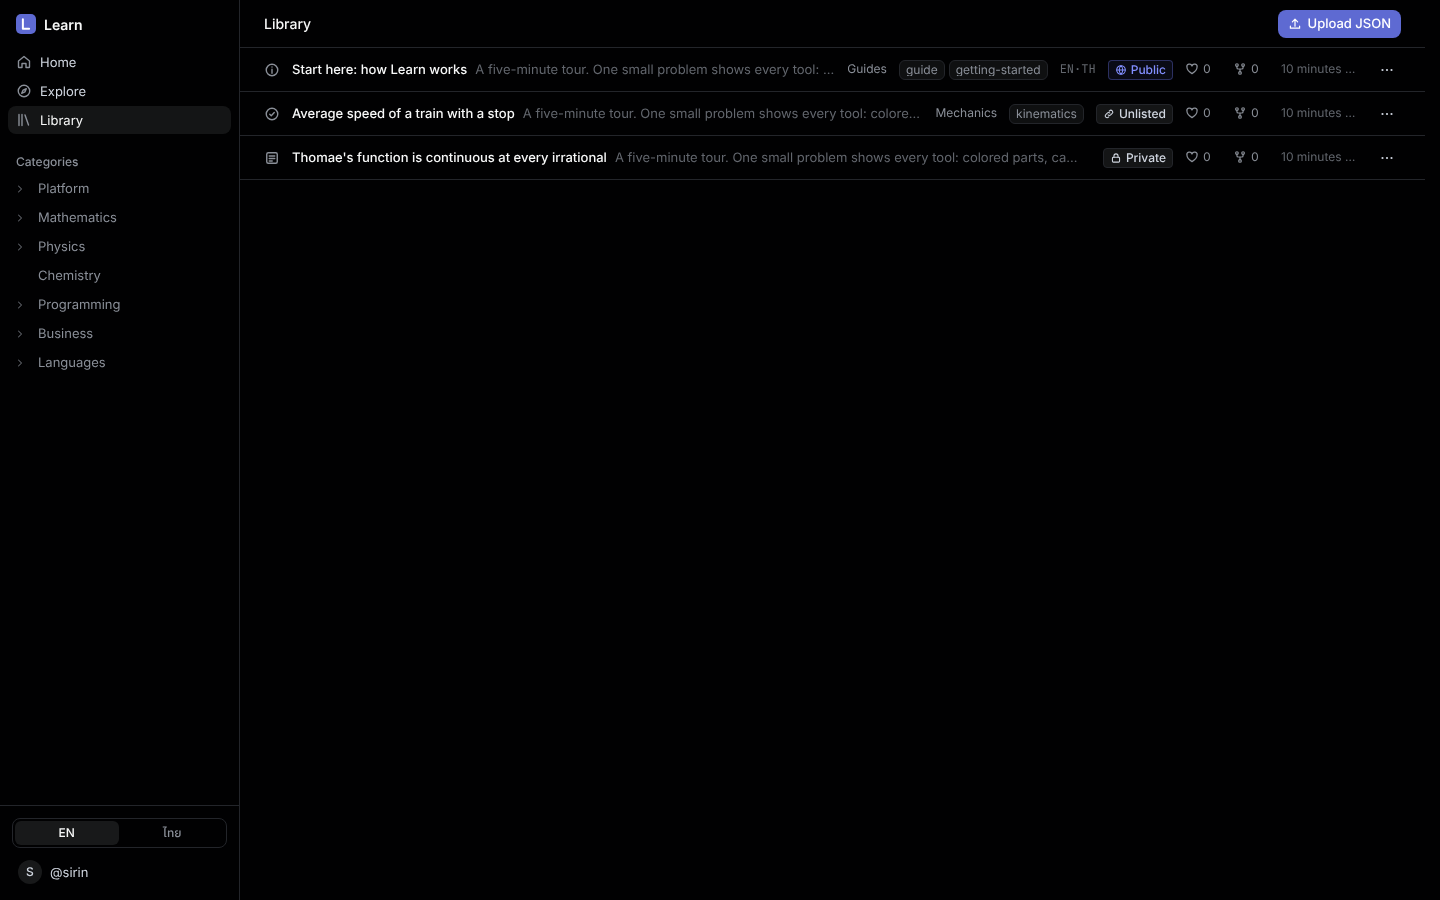 Learn
Home
Explore
Library
Categories
Platform
Mathematics
Physics
Chemistry
Programming
Business
Languages
EN ไทย
S @sirin
Library Upload JSON
Start here: how Learn works A five-minute tour. One small problem shows every tool: ... Guides guide getting-started EN·TH Public 0 0 10 minutes ...
Average speed of a train with a stop A five-minute tour. One small problem shows every tool: colore... Mechanics kinematics Unlisted 0 0 10 minutes ...
Thomae's function is continuous at every irrational A five-minute tour. One small problem shows every tool: colored parts, ca... Private 0 0 10 minutes ...